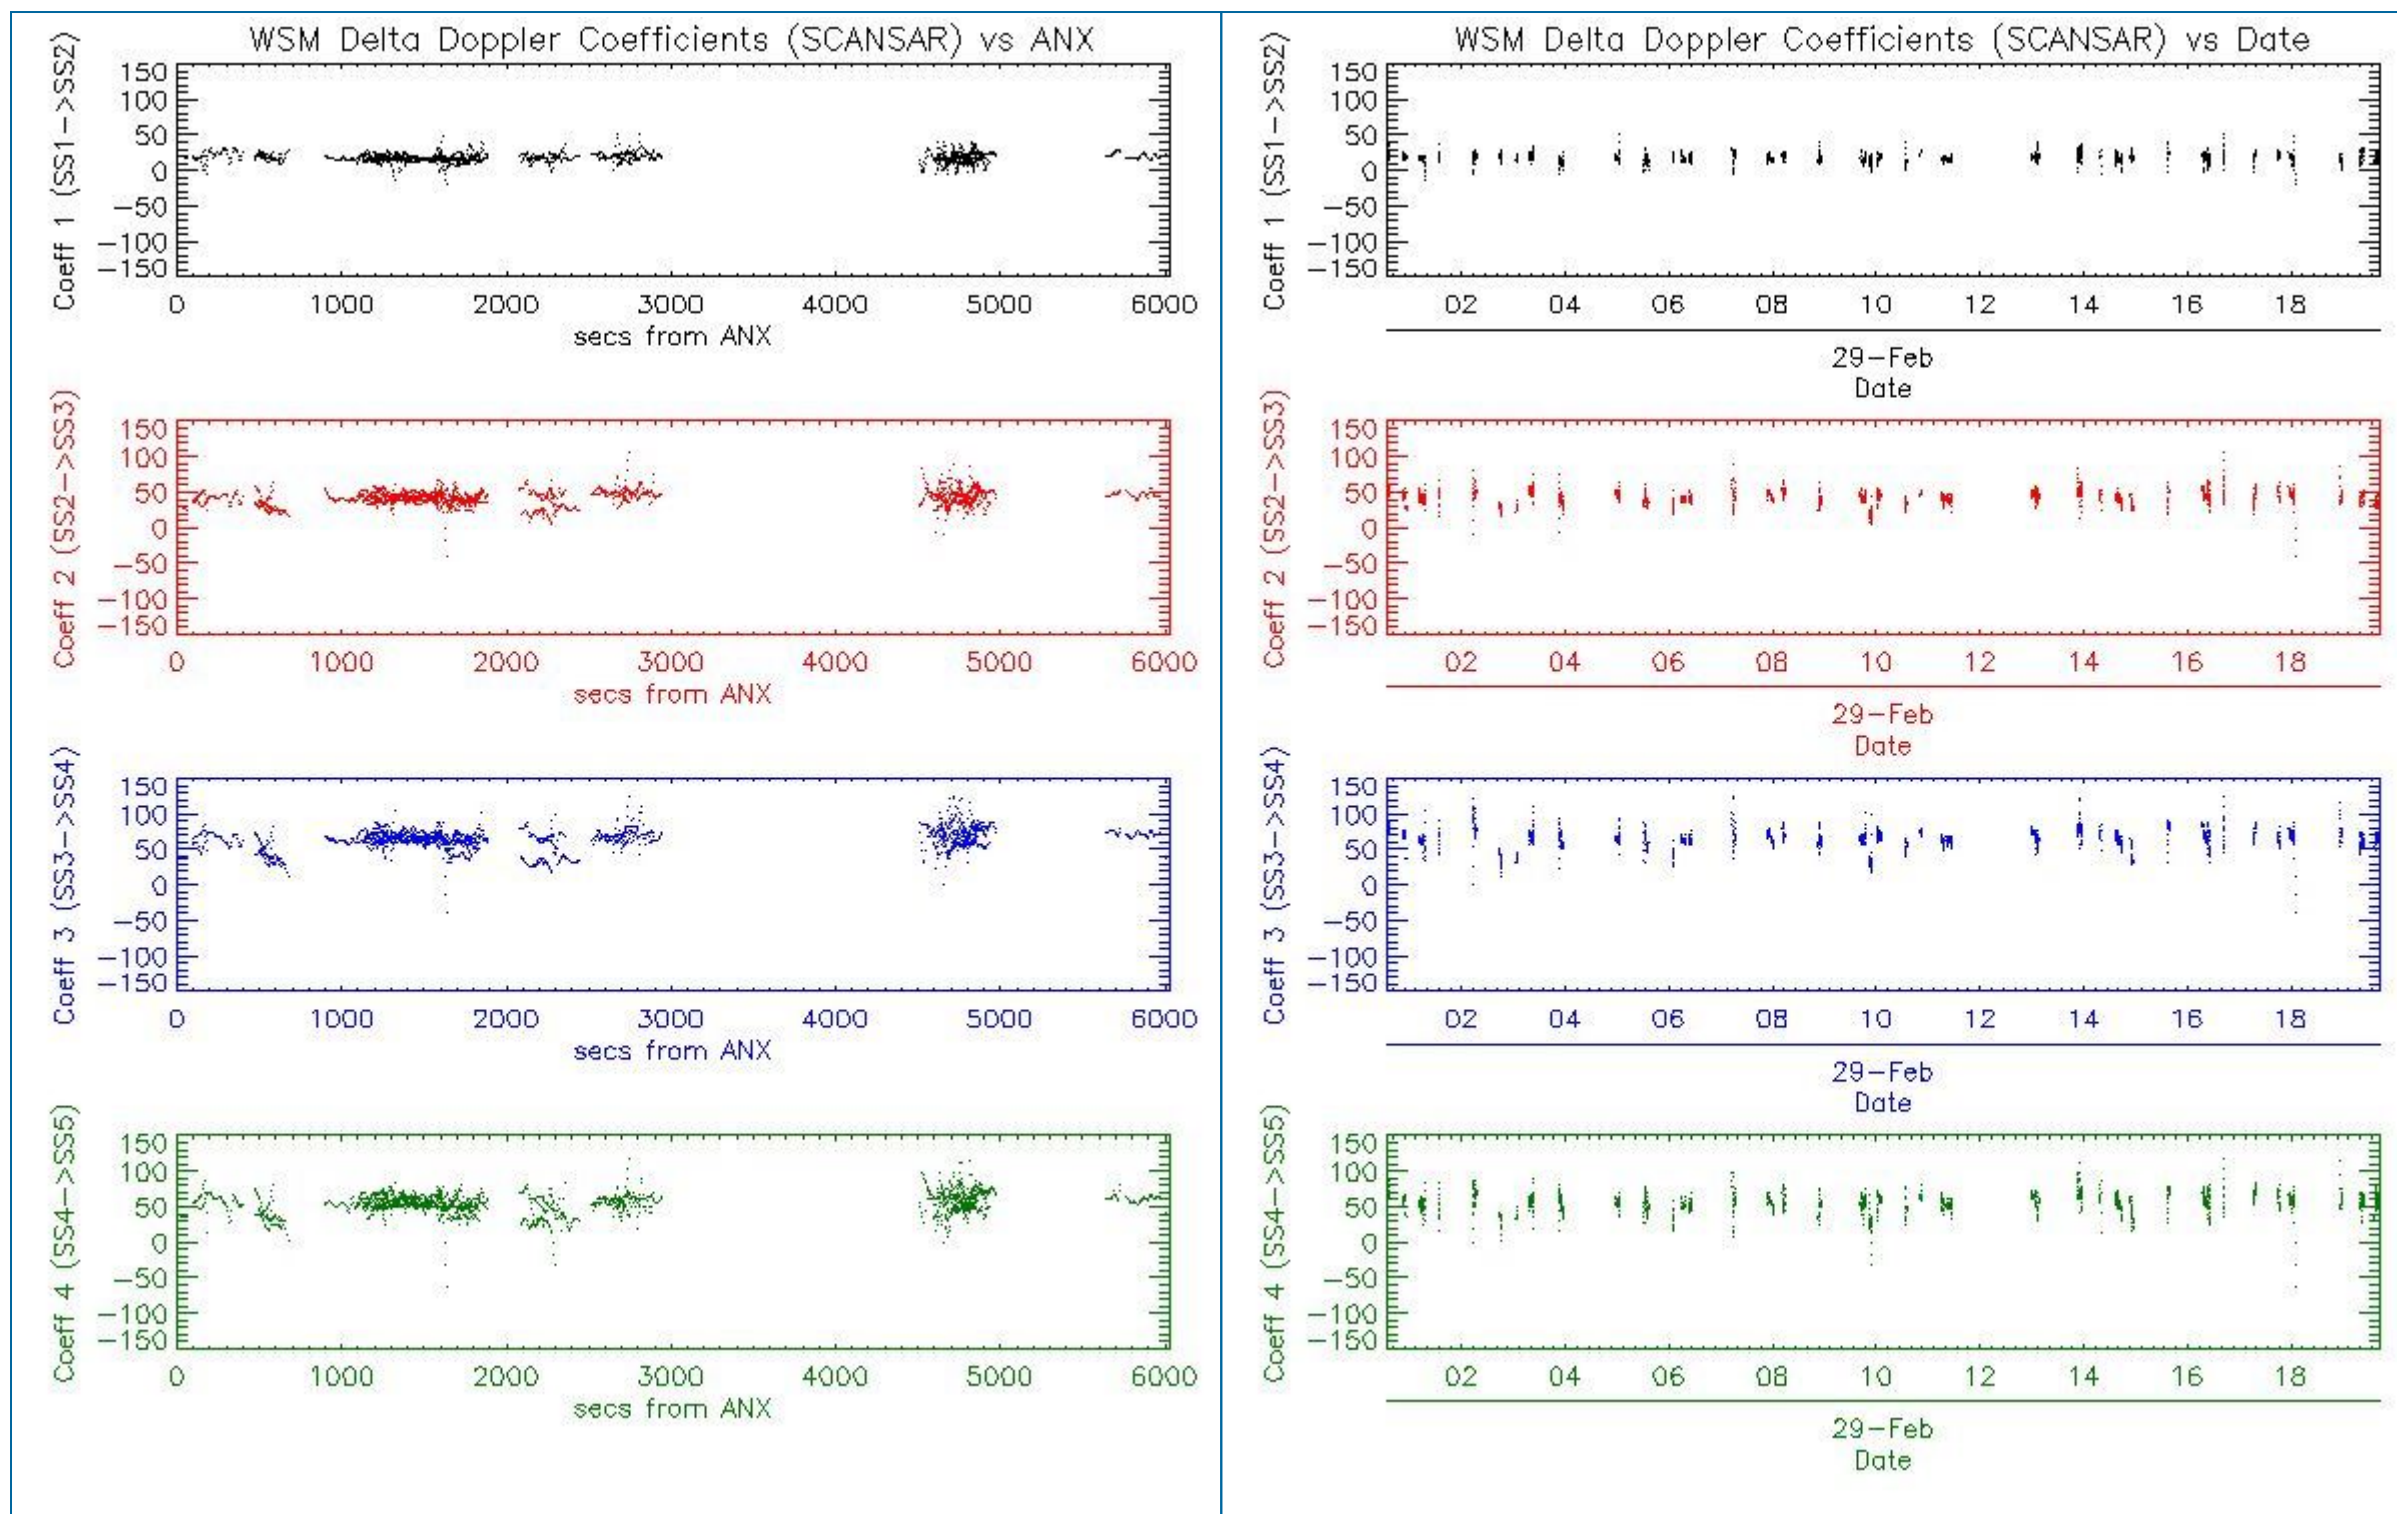 WSM Delta Doppler Coefficients (SCANSAR) vs ANX
Coeff 1 (SS1->SS2)
150
100
50
0
-50
-100
-150
0 1000 2000 3000 4000 5000 6000
secs from ANX
Coeff 2 (SS2->SS3)
150
100
50
0
-50
-100
-150
0 1000 2000 3000 4000 5000 6000
secs from ANX
Coeff 3 (SS3->SS4)
150
100
50
0
-50
-100
-150
0 1000 2000 3000 4000 5000 6000
secs from ANX
Coeff 4 (SS4->SS5)
150
100
50
0
-50
-100
-150
0 1000 2000 3000 4000 5000 6000
secs from ANX
WSM Delta Doppler Coefficients (SCANSAR) vs Date
Coeff 1 (SS1->SS2)
150
100
50
0
-50
-100
-150
02 04 06 08 10 12 14 16 18
29-Feb
Date
Coeff 2 (SS2->SS3)
150
100
50
0
-50
-100
-150
02 04 06 08 10 12 14 16 18
29-Feb
Date
Coeff 3 (SS3->SS4)
150
100
50
0
-50
-100
-150
02 04 06 08 10 12 14 16 18
29-Feb
Date
Coeff 4 (SS4->SS5)
150
100
50
0
-50
-100
-150
02 04 06 08 10 12 14 16 18
29-Feb
Date